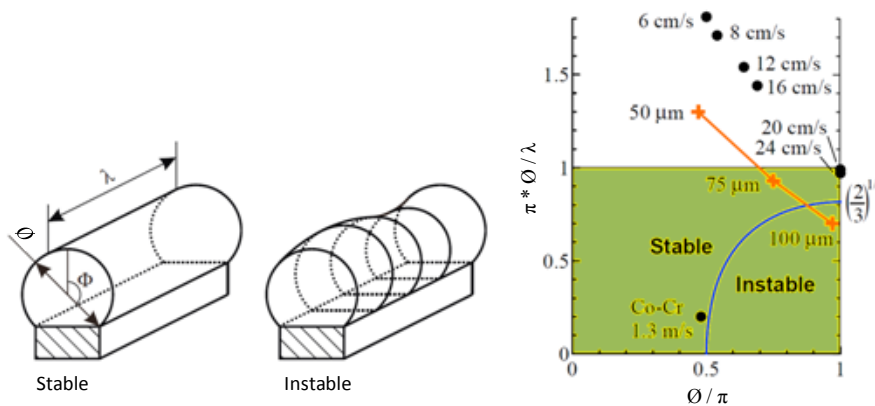 λ
Ø
Φ
Stable
Instable
π * Ø / λ
1.5
1
0.5
0
6 cm/s
8 cm/s
12 cm/s
16 cm/s
50 µm
20 cm/s
24 cm/s
75 µm
100 µm
Stable
Instable
Co-Cr
1.3 m/s
0
0.5
1
Ø / π